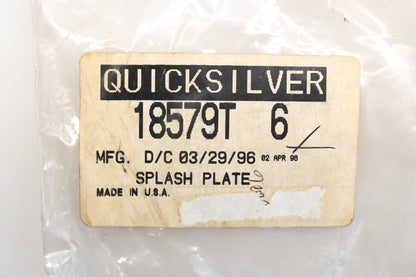 QUICKSILVER
18579T 6
MFG. D/C 03/29/96 02 APR 98
SPLASH PLATE
MADE IN U.S.A.